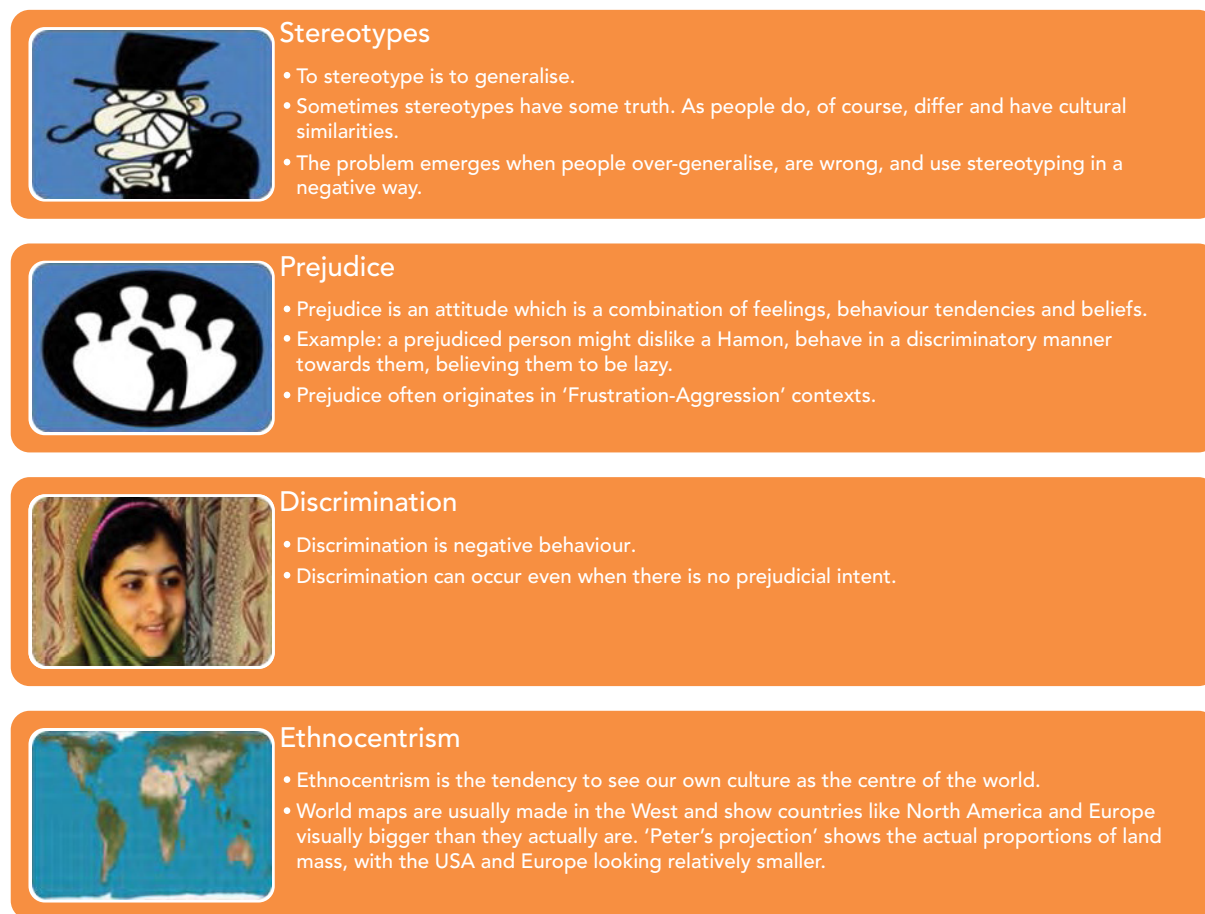 Stereotypes
• To stereotype is to generalise.
• Sometimes stereotypes have some truth. As people do, of course, differ and have cultural
similarities.
• The problem emerges when people over-generalise, are wrong, and use stereotyping in a
negative way.
Prejudice
• Prejudice is an attitude which is a combination of feelings, behaviour tendencies and beliefs.
• Example: a prejudiced person might dislike a Hamon, behave in a discriminatory manner
towards them, believing them to be lazy.
• Prejudice often originates in ‘Frustration-Aggression’ contexts.
Discrimination
• Discrimination is negative behaviour.
• Discrimination can occur even when there is no prejudicial intent.
Ethnocentrism
• Ethnocentrism is the tendency to see our own culture as the centre of the world.
• World maps are usually made in the West and show countries like North America and Europe
visually bigger than they actually are. ‘Peter’s projection’ shows the actual proportions of land
mass, with the USA and Europe looking relatively smaller.